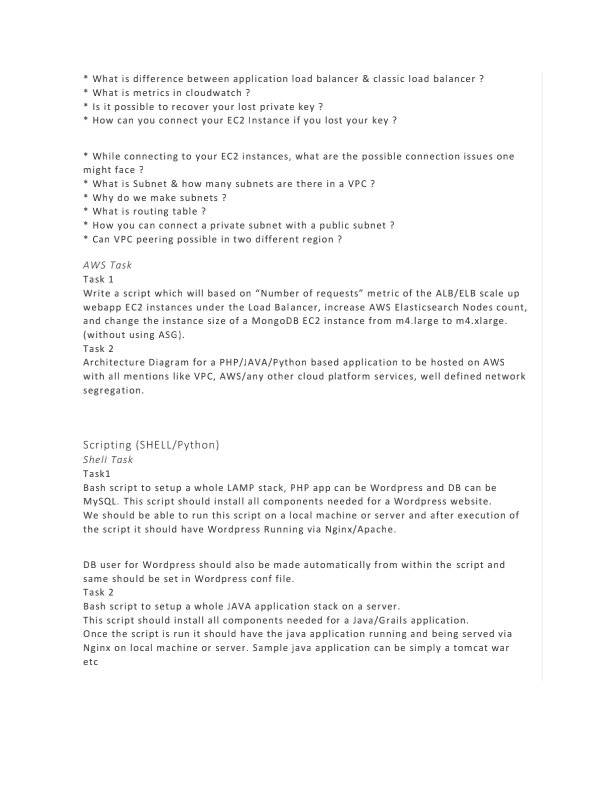 * What is difference between application load balancer & classic load balancer ?
* What is metrics in cloudwatch ?
* Is it possible to recover your lost private key ?
* How can you connect your EC2 Instance if you lost your key ?
* While connecting to your EC2 instances, what are the possible connection issues one
might face ?
* What is Subnet & how many subnets are there in a VPC ?
* Why do we make subnets ?
* What is routing table ?
* How you can connect a private subnet with a public subnet ?
* Can VPC peering possible in two different region ?
AWS Task
Task 1
Write a script which will based on “Number of requests” metric of the ALB/ELB scale up
webapp EC2 instances under the Load Balancer, increase AWS Elasticsearch Nodes count,
and change the instance size of a MongoDB EC2 instance from m4.large to m4.xlarge.
(without using ASG).
Task 2
Architecture Diagram for a PHP/JAVA/Python based application to be hosted on AWS
with all mentions like VPC, AWS/any other cloud platform services, well defined network
segregation.
Scripting (SHELL/Python)
Shell Task
Task1
Bash script to setup a whole LAMP stack, PHP app can be Wordpress and DB can be
MySQL. This script should install all components needed for a Wordpress website.
We should be able to run this script on a local machine or server and after execution of
the script it should have Wordpress Running via Nginx/Apache.
DB user for Wordpress should also be made automatically from within the script and
same should be set in Wordpress conf file.
Task 2
Bash script to setup a whole JAVA application stack on a server.
This script should install all components needed for a Java/Grails application.
Once the script is run it should have the java application running and being served via
Nginx on local machine or server. Sample java application can be simply a tomcat war
etc